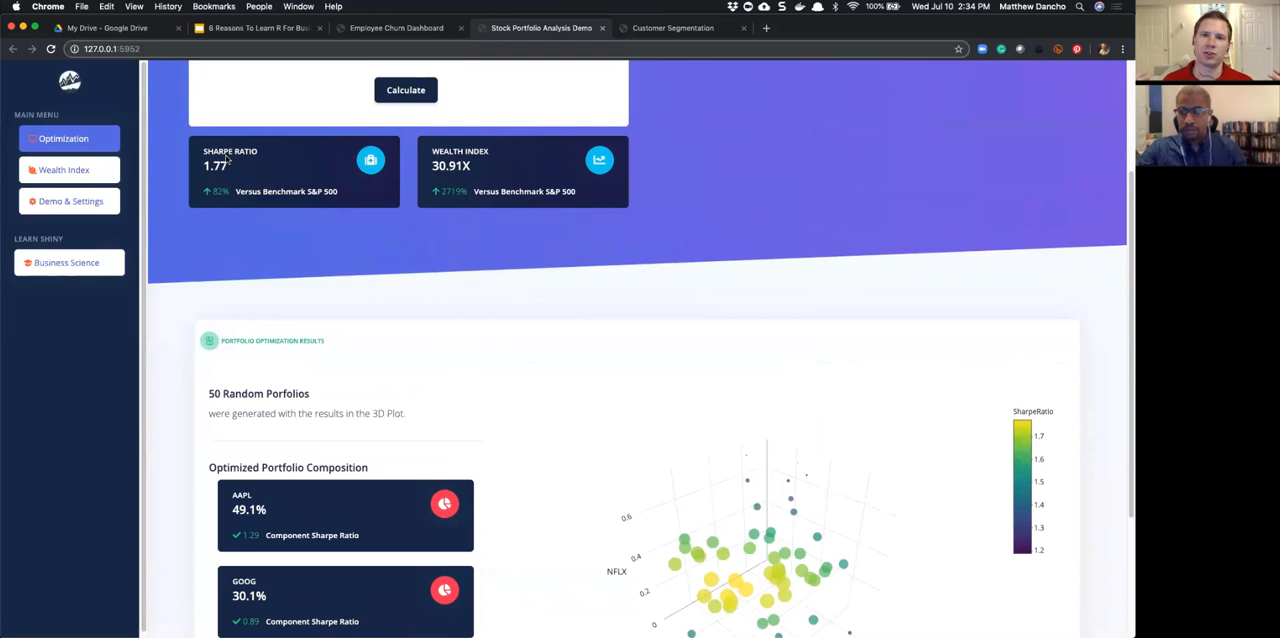 Chrome File Edit View History Bookmarks People Window Help
100% Wed Jul 10 2:34 PM Matthew Dancho
My Drive - Google Drive
6 Reasons To Learn R For Busi
Employee Churn Dashboard
Stock Portfolio Analysis Demo
Customer Segmentation
127.0.0.1:5952
MAIN MENU
Optimization
Wealth Index
Demo & Settings
LEARN SHINY
Business Science
Calculate
SHARPE RATIO
1.77
82% Versus Benchmark S&P 500
WEALTH INDEX
30.91X
2719% Versus Benchmark S&P 500
PORTFOLIO OPTIMIZATION RESULTS
50 Random Porfolios
were generated with the results in the 3D Plot.
Optimized Portfolio Composition
AAPL
49.1%
1.29 Component Sharpe Ratio
GOOG
30.1%
0.89 Component Sharpe Ratio
SharpeRatio
1.7
1.6
1.5
1.4
1.3
1.2
0.6
0.4
NFLX
0.2
0